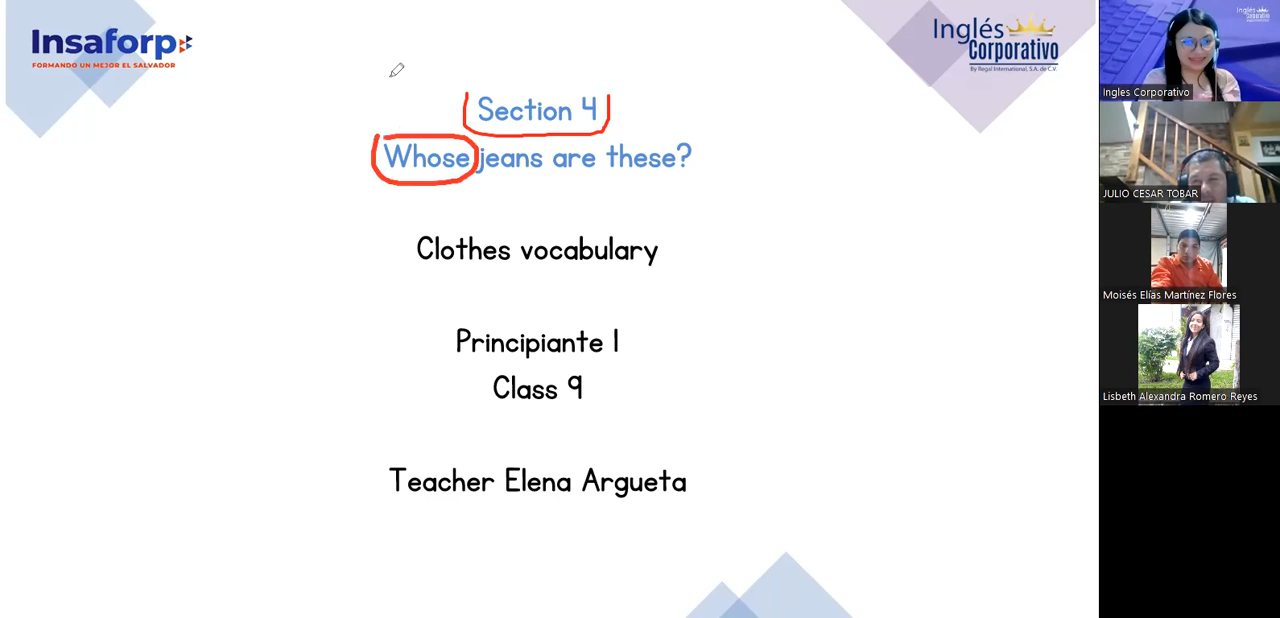 Insaforp
FORMANDO UN MEJOR EL SALVADOR
Inglés
Corporativo
By Regal International, S.A. de C.V.
Section 4
Whose jeans are these?
Clothes vocabulary
Principiante 1
Class 9
Teacher Elena Argueta
Inglés
Corporativo
Ingles Corporativo
JULIO CESAR TOBAR
Moisés Elías Martínez Flores
Lisbeth Alexandra Romero Reyes